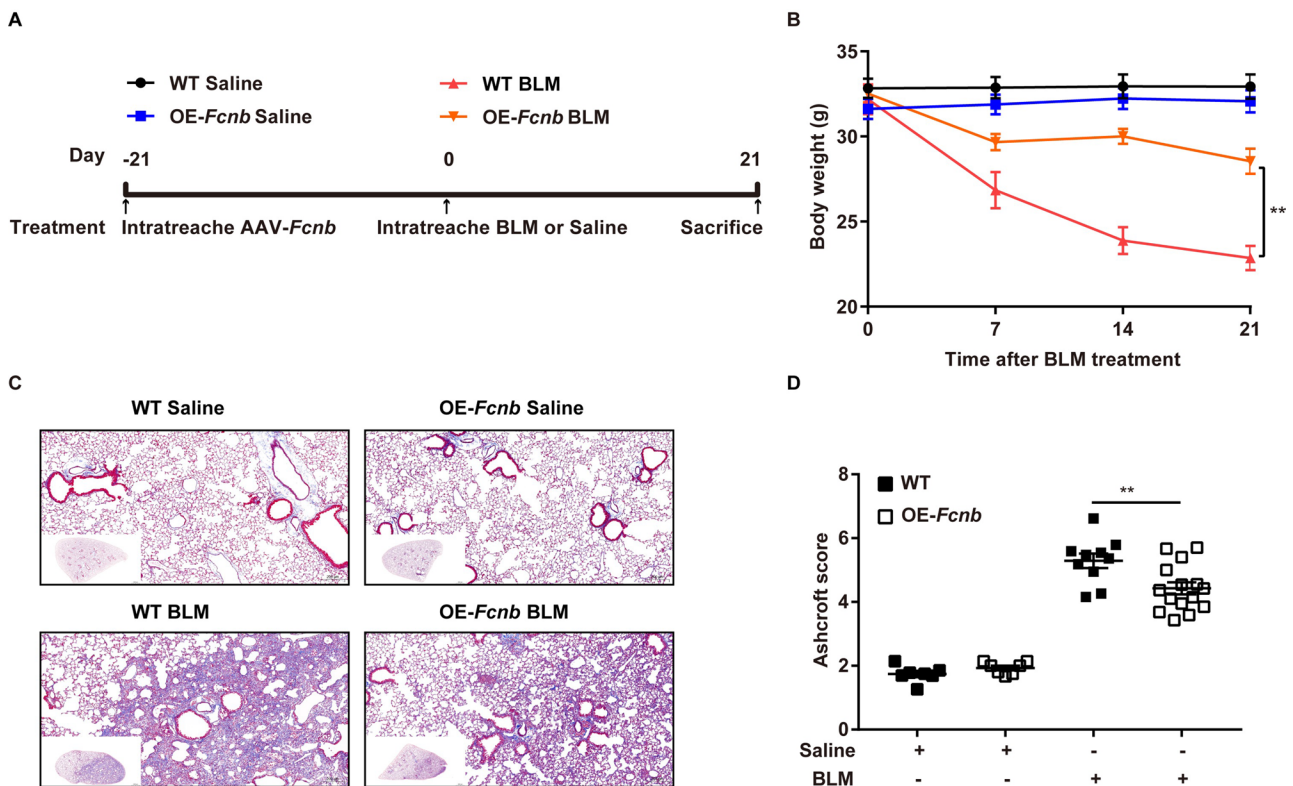 A
WT Saline
WT BLM
OE-Fcnb Saline
OE-Fcnb BLM
Day -21 0 21
Treatment Intratreache AAV-Fcnb Intratreache BLM or Saline Sacrifice
B
35
30
25
20
Body weight (g)
0 7 14 21
Time after BLM treatment
**
C
WT Saline
OE-Fcnb Saline
WT BLM
OE-Fcnb BLM
D
8
6
4
2
0
Ashcroft score
WT
OE-Fcnb
**
Saline + + - -
BLM - - + +